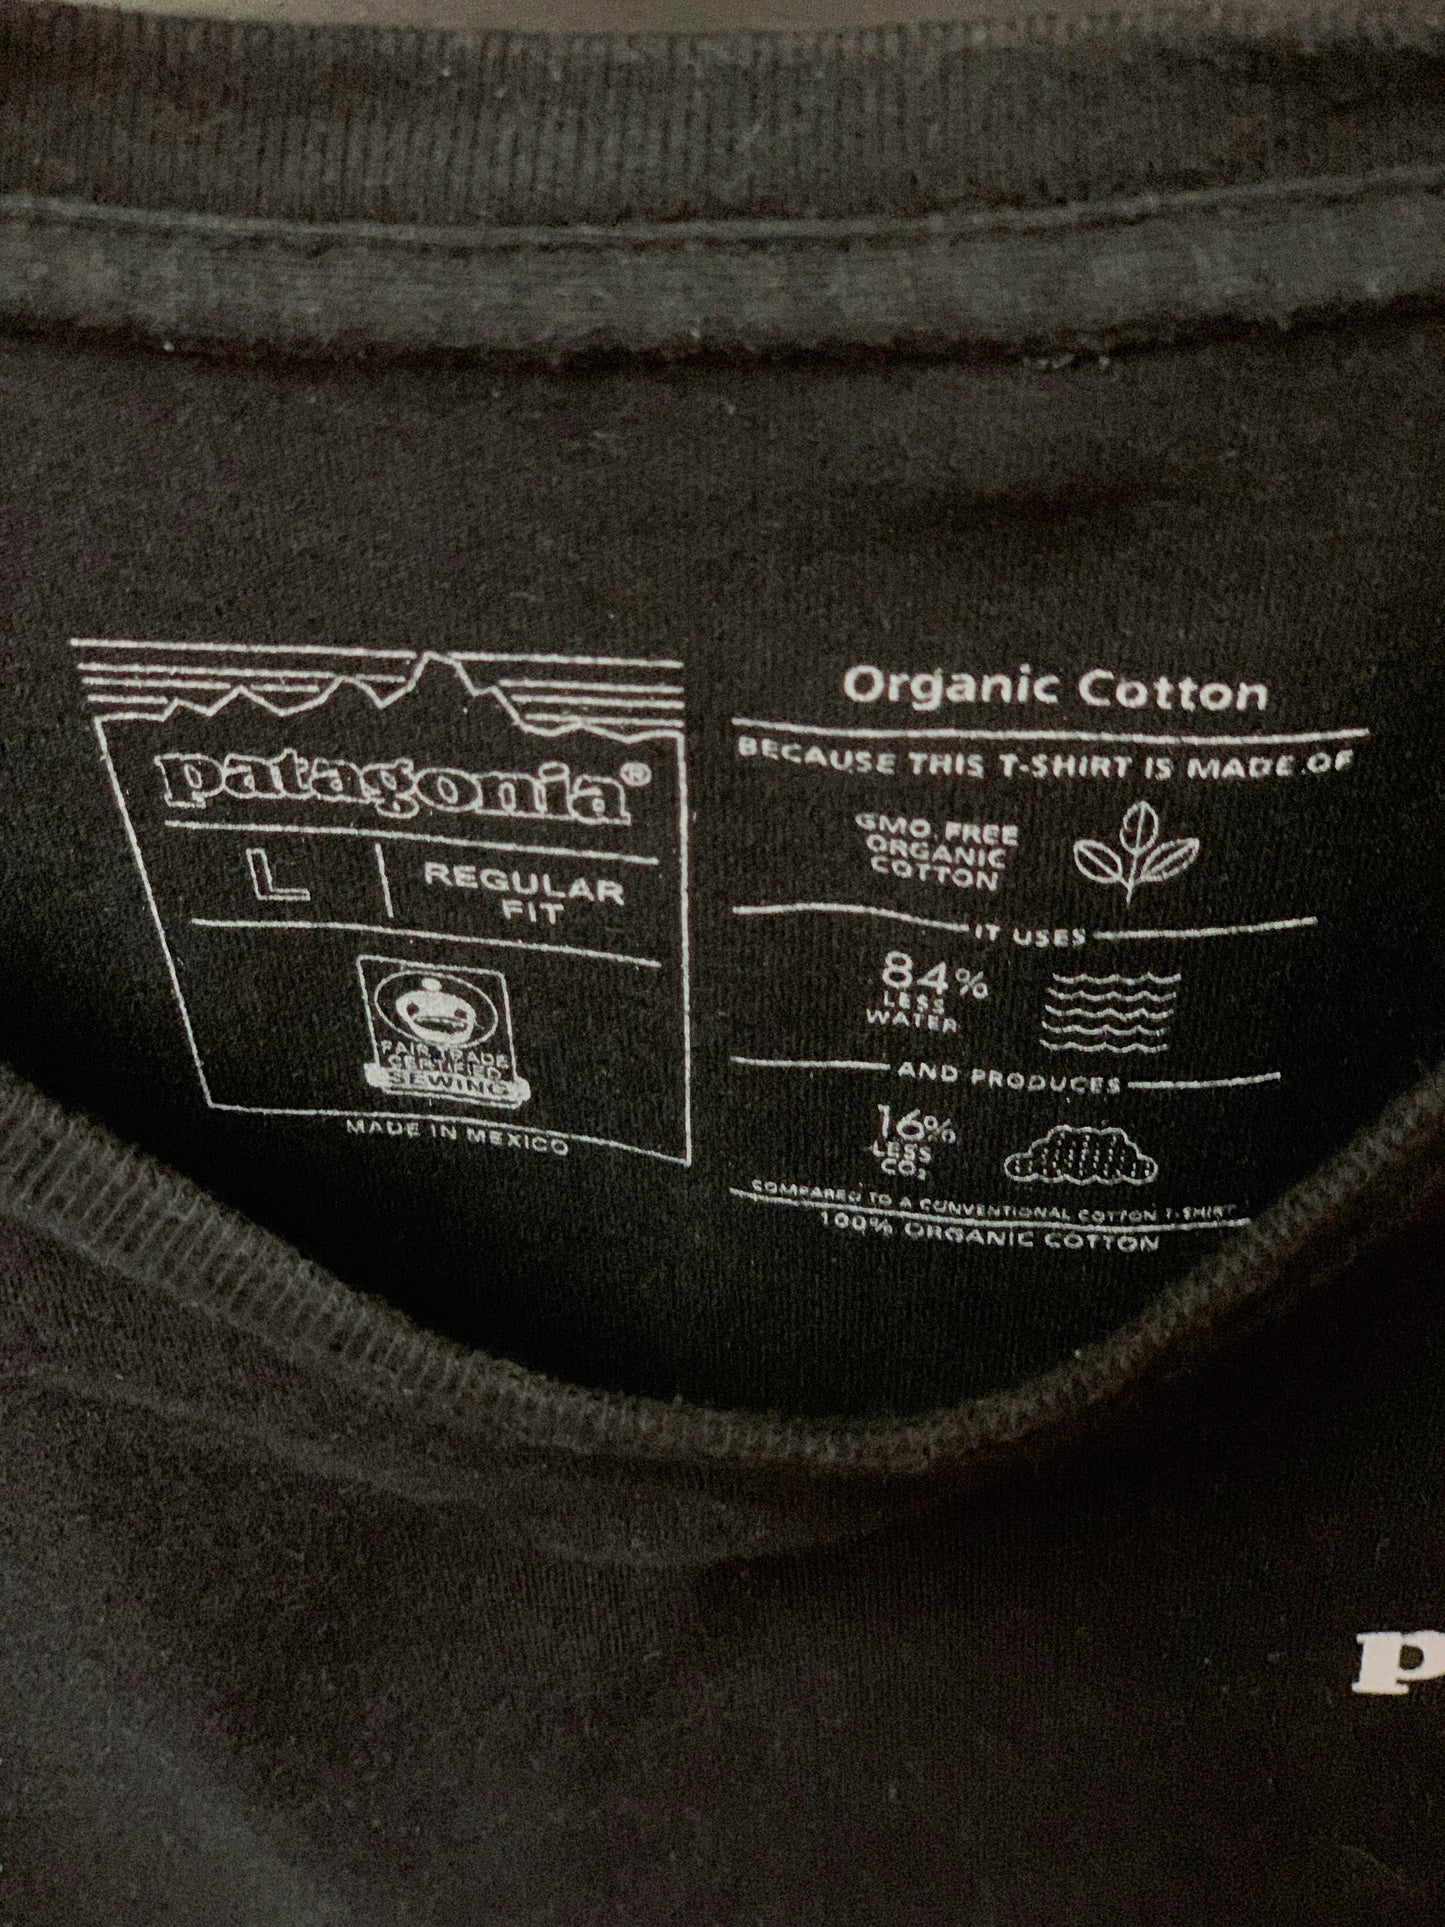 patagonia®
L
REGULAR
FIT
FAIR TRADE
CERTIFIED
SEWING
MADE IN MEXICO
Organic Cotton
BECAUSE THIS T-SHIRT IS MADE OF
GMO FREE
ORGANIC
COTTON
IT USES
84%
LESS
WATER
AND PRODUCES
16%
LESS
CO₂
COMPARED TO A CONVENTIONAL COTTON T-SHIRT
100% ORGANIC COTTON
p